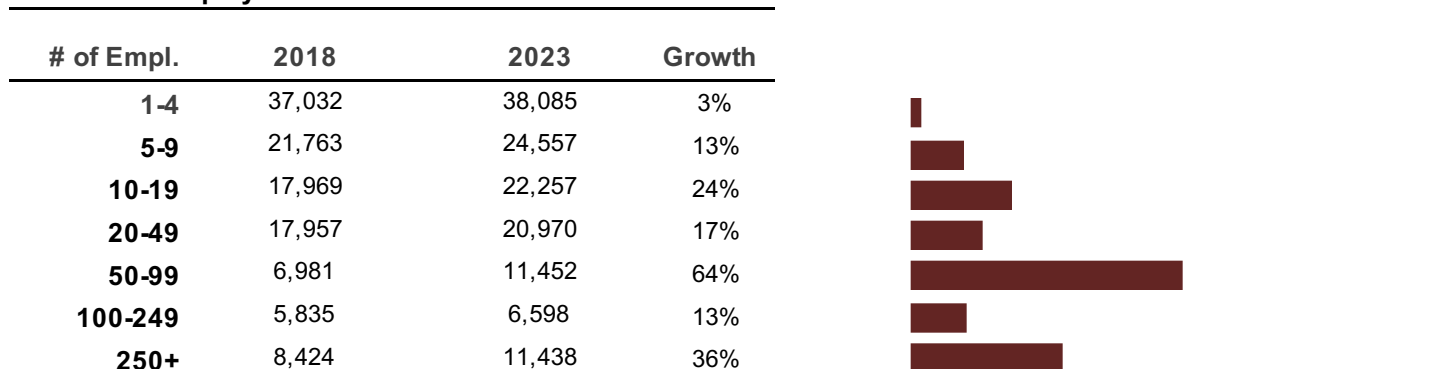 # of Empl. 2018 2023 Growth
1-4 37,032 38,085 3%
5-9 21,763 24,557 13%
10-19 17,969 22,257 24%
20-49 17,957 20,970 17%
50-99 6,981 11,452 64%
100-249 5,835 6,598 13%
250+ 8,424 11,438 36%